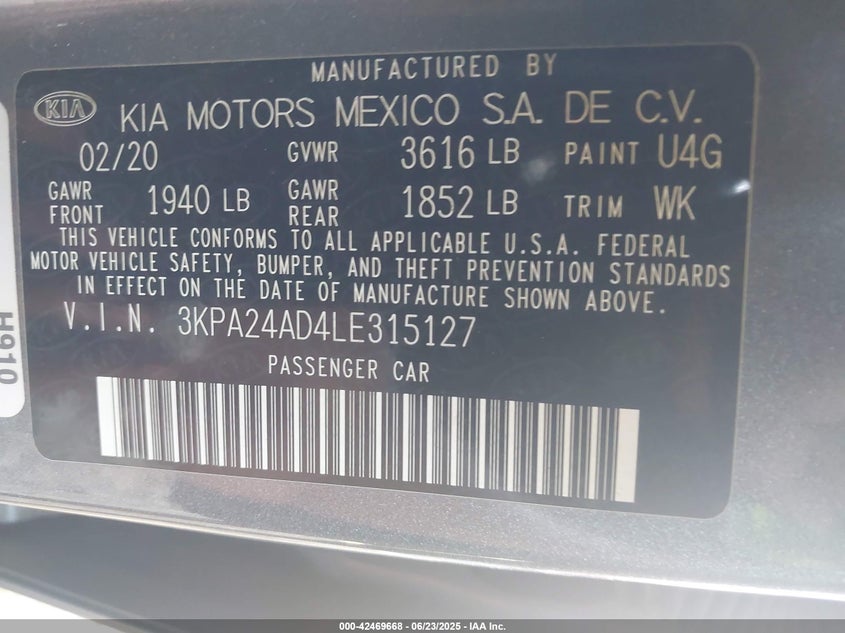 MANUFACTURED BY
KIA KIA MOTORS MEXICO S.A. DE C.V.
02/20 GVWR 3616 LB PAINT U4G
GAWR FRONT 1940 LB GAWR REAR 1852 LB TRIM WK
THIS VEHICLE CONFORMS TO ALL APPLICABLE U.S.A. FEDERAL
MOTOR VEHICLE SAFETY, BUMPER, AND THEFT PREVENTION STANDARDS
IN EFFECT ON THE DATE OF MANUFACTURE SHOWN ABOVE.
V.I.N. 3KPA24AD4LE315127
PASSENGER CAR
H910
000-42469668 - 06/23/2025 - IAA Inc.